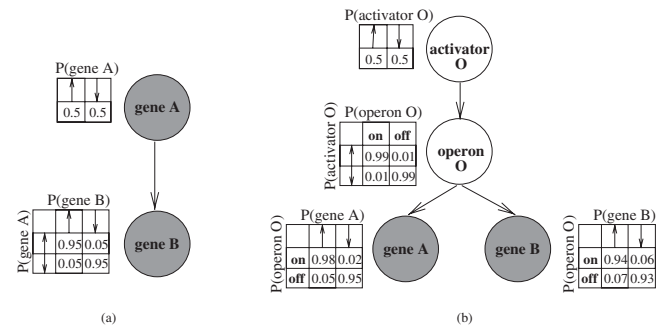 P(gene A)
0.5 0.5
gene A
P(gene B)
P(gene A)
0.95 0.05
0.05 0.95
gene B
(a)
P(activator O)
0.5 0.5
activator
O
P(operon O)
P(activator O)
on off
0.99 0.01
0.01 0.99
operon
O
P(gene A)
P(operon O)
on 0.98 0.02
off 0.05 0.95
gene A
gene B
P(gene B)
P(operon O)
on 0.94 0.06
off 0.07 0.93
(b)